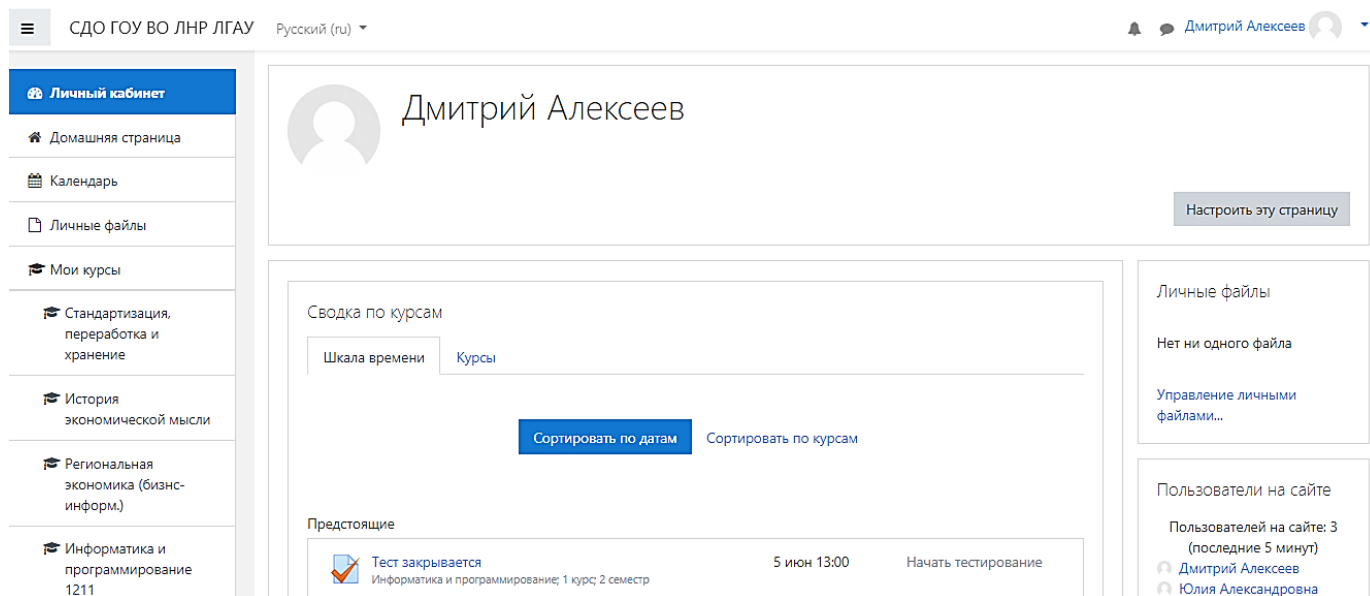 СДО ГОУ ВО ЛНР ЛГАУ
Русский (ru)
Дмитрий Алексеев
Личный кабинет
Домашняя страница
Календарь
Личные файлы
Мои курсы
Стандартизация,
переработка и
хранение
История
экономической мысли
Региональная
экономика (бизнс-
информ.)
Информатика и
программирование
1211
Дмитрий Алексеев
Настроить эту страницу
Сводка по курсам
Шкала времени
Курсы
Сортировать по датам
Сортировать по курсам
Предстоящие
Тест закрывается
Информатика и программирование; 1 курс; 2 семестр
5 июн 13:00
Начать тестирование
Личные файлы
Нет ни одного файла
Управление личными
файлами...
Пользователи на сайте
Пользователей на сайте: 3
(последние 5 минут)
Дмитрий Алексеев
Юлия Александровна